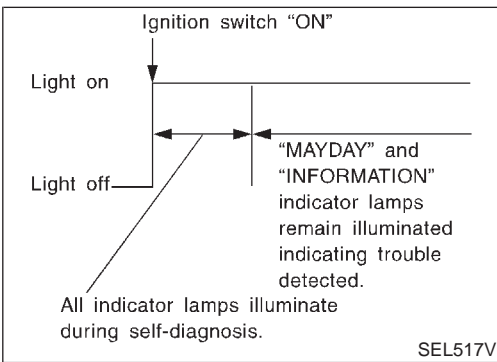 Ignition switch “ON”
Light on
Light off
“MAYDAY” and
“INFORMATION”
indicator lamps
remain illuminated
indicating trouble
detected.
All indicator lamps illuminate
during self-diagnosis.
SEL517V